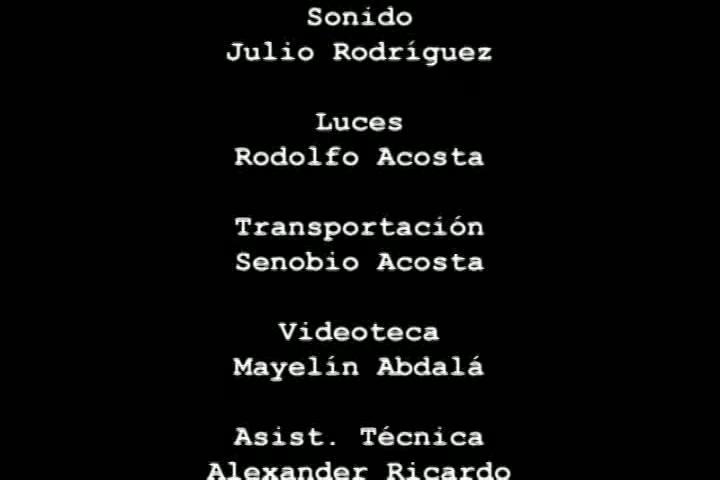 Sonido
Julio Rodríguez
Luces
Rodolfo Acosta
Transportación
Senobio Acosta
Videoteca
Mayelín Abdalá
Asist. Técnica
Alexander Ricardo